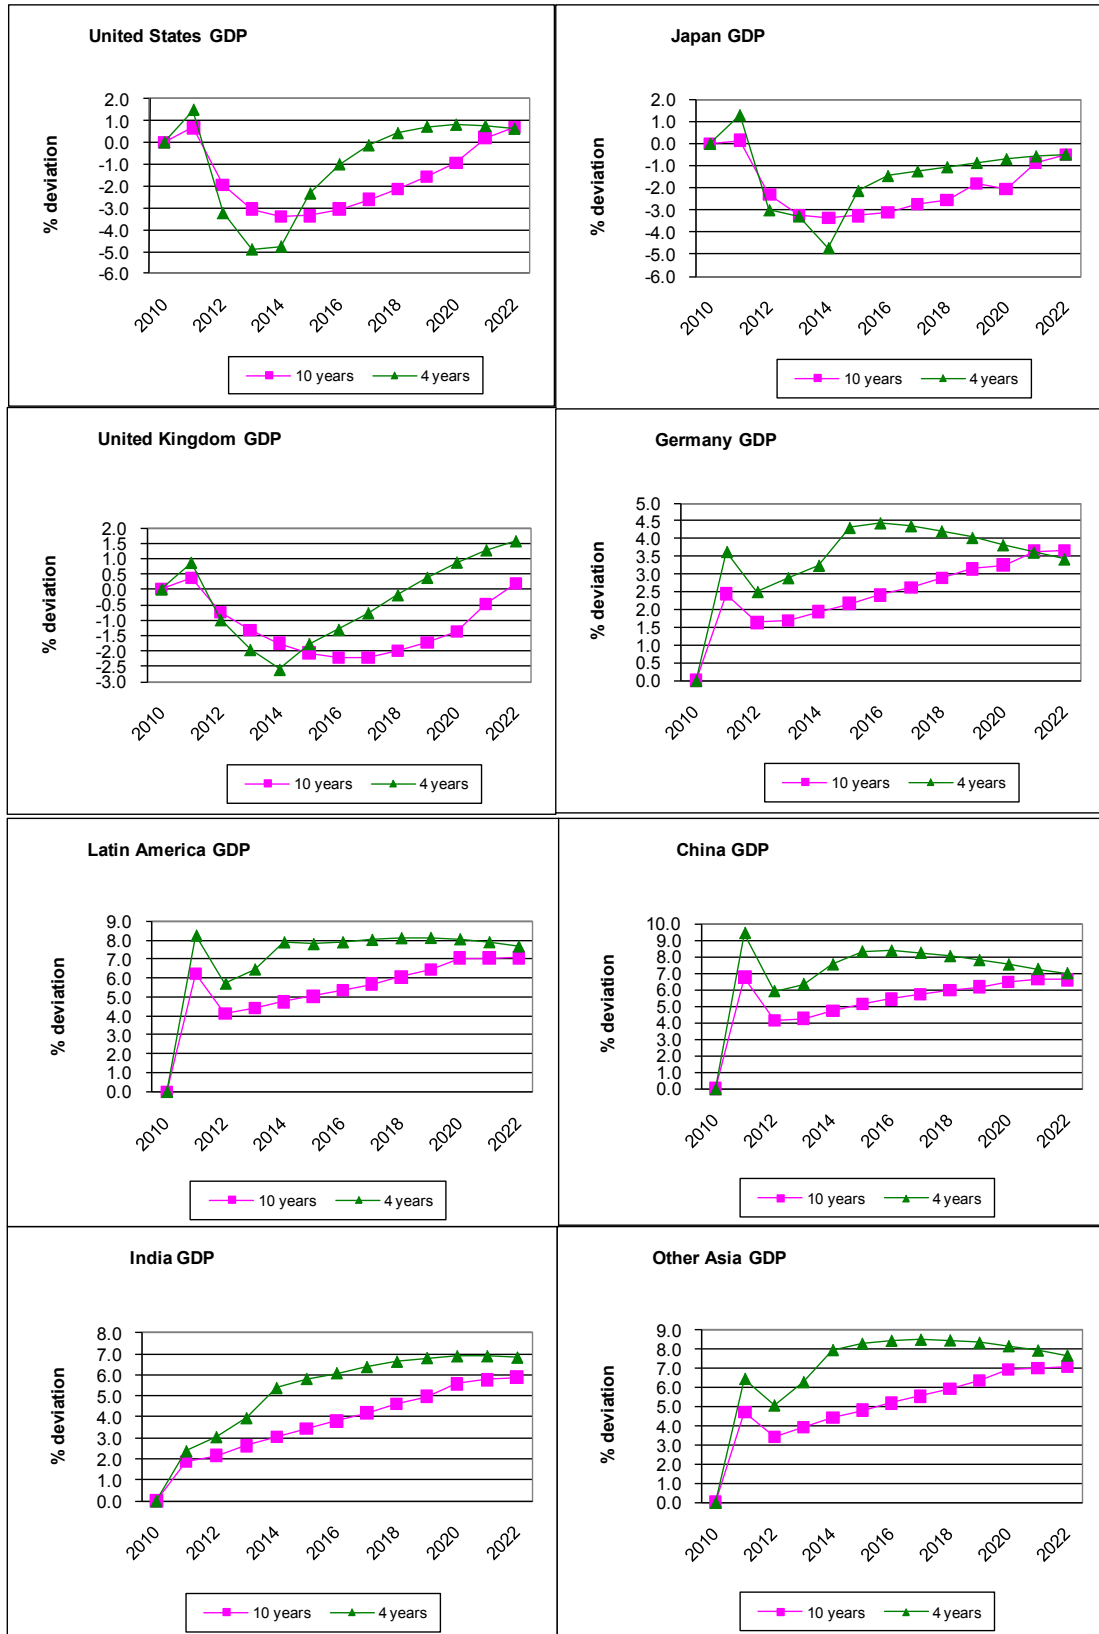 United States GDP
% deviation
2.0
1.0
0.0
-1.0
-2.0
-3.0
-4.0
-5.0
-6.0
2010 2012 2014 2016 2018 2020 2022
10 years 4 years
Japan GDP
% deviation
2.0
1.0
0.0
-1.0
-2.0
-3.0
-4.0
-5.0
-6.0
2010 2012 2014 2016 2018 2020 2022
10 years 4 years
United Kingdom GDP
% deviation
2.0
1.5
1.0
0.5
0.0
-0.5
-1.0
-1.5
-2.0
-2.5
-3.0
2010 2012 2014 2016 2018 2020 2022
10 years 4 years
Germany GDP
% deviation
5.0
4.5
4.0
3.5
3.0
2.5
2.0
1.5
1.0
0.5
0.0
2010 2012 2014 2016 2018 2020 2022
10 years 4 years
Latin America GDP
% deviation
9.0
8.0
7.0
6.0
5.0
4.0
3.0
2.0
1.0
0.0
2010 2012 2014 2016 2018 2020 2022
10 years 4 years
China GDP
% deviation
10.0
9.0
8.0
7.0
6.0
5.0
4.0
3.0
2.0
1.0
0.0
2010 2012 2014 2016 2018 2020 2022
10 years 4 years
India GDP
% deviation
8.0
7.0
6.0
5.0
4.0
3.0
2.0
1.0
0.0
2010 2012 2014 2016 2018 2020 2022
10 years 4 years
Other Asia GDP
% deviation
9.0
8.0
7.0
6.0
5.0
4.0
3.0
2.0
1.0
0.0
2010 2012 2014 2016 2018 2020 2022
10 years 4 years